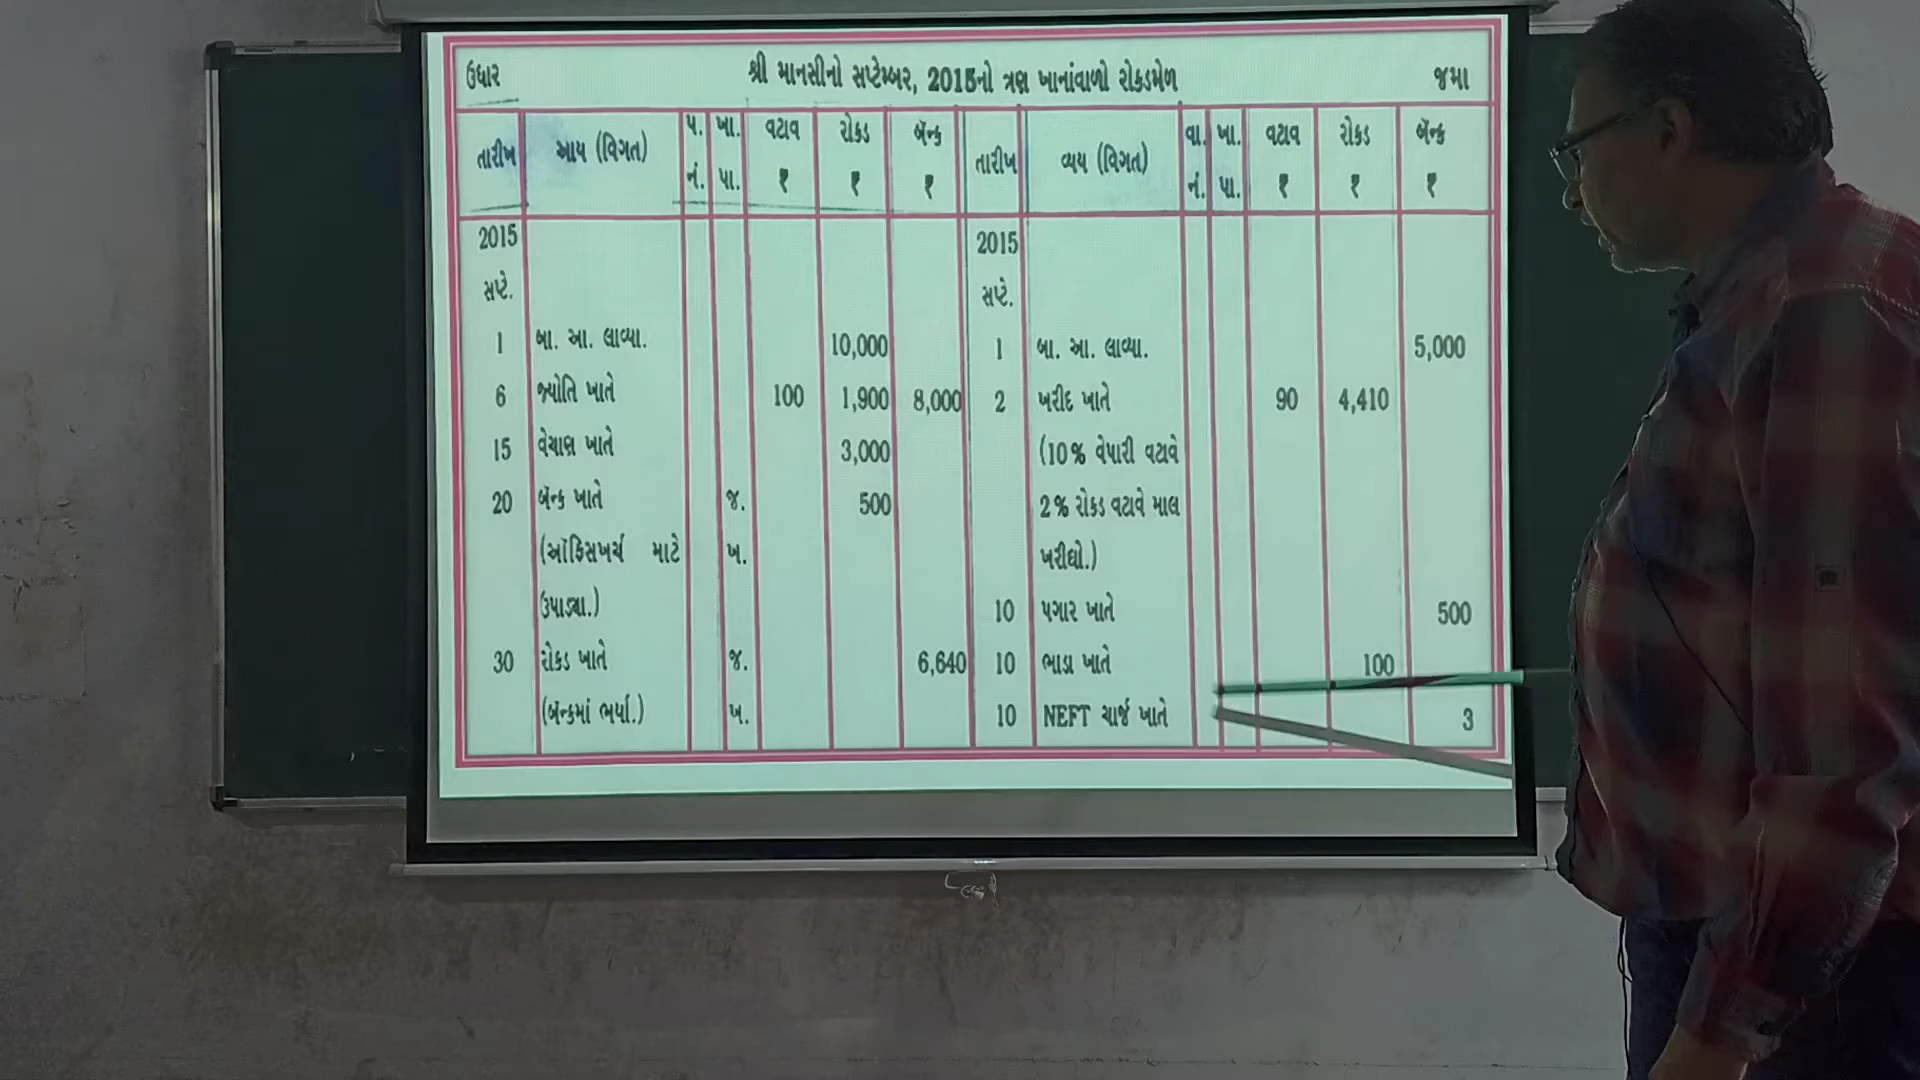 ઉધાર શ્રી માનસીનો સપ્ટેમ્બર, 2015નો ત્રણ ખાનાંવાળો રોકડમેળ જમા
તારીખ આય (વિગત) પ. નં. ખા. પા. વટાવ ₹ રોકડ ₹ બૅન્ક ₹ તારીખ વ્યય (વિગત) વા. નં. ખા. પા. વટાવ ₹ રોકડ ₹ બૅન્ક ₹
2015 2015
સપ્ટે. સપ્ટે.
1 બા. આ. લાવ્યા. 10,000 1 બા. આ. લાવ્યા. 5,000
6 જ્યોતિ ખાતે 100 1,900 8,000 2 ખરીદ ખાતે 90 4,410
15 વેચાણ ખાતે 3,000 (10% વેપારી વટાવે
20 બૅન્ક ખાતે જ. 500 2% રોકડ વટાવે માલ
(ઑફિસખર્ચ માટે ખ. ખરીદ્યો.)
ઉપાડ્યા.) 10 પગાર ખાતે 500
30 રોકડ ખાતે જ. 6,640 10 ભાડા ખાતે 100
(બૅન્કમાં ભર્યા.) ખ. 10 NEFT ચાર્જ ખાતે 3